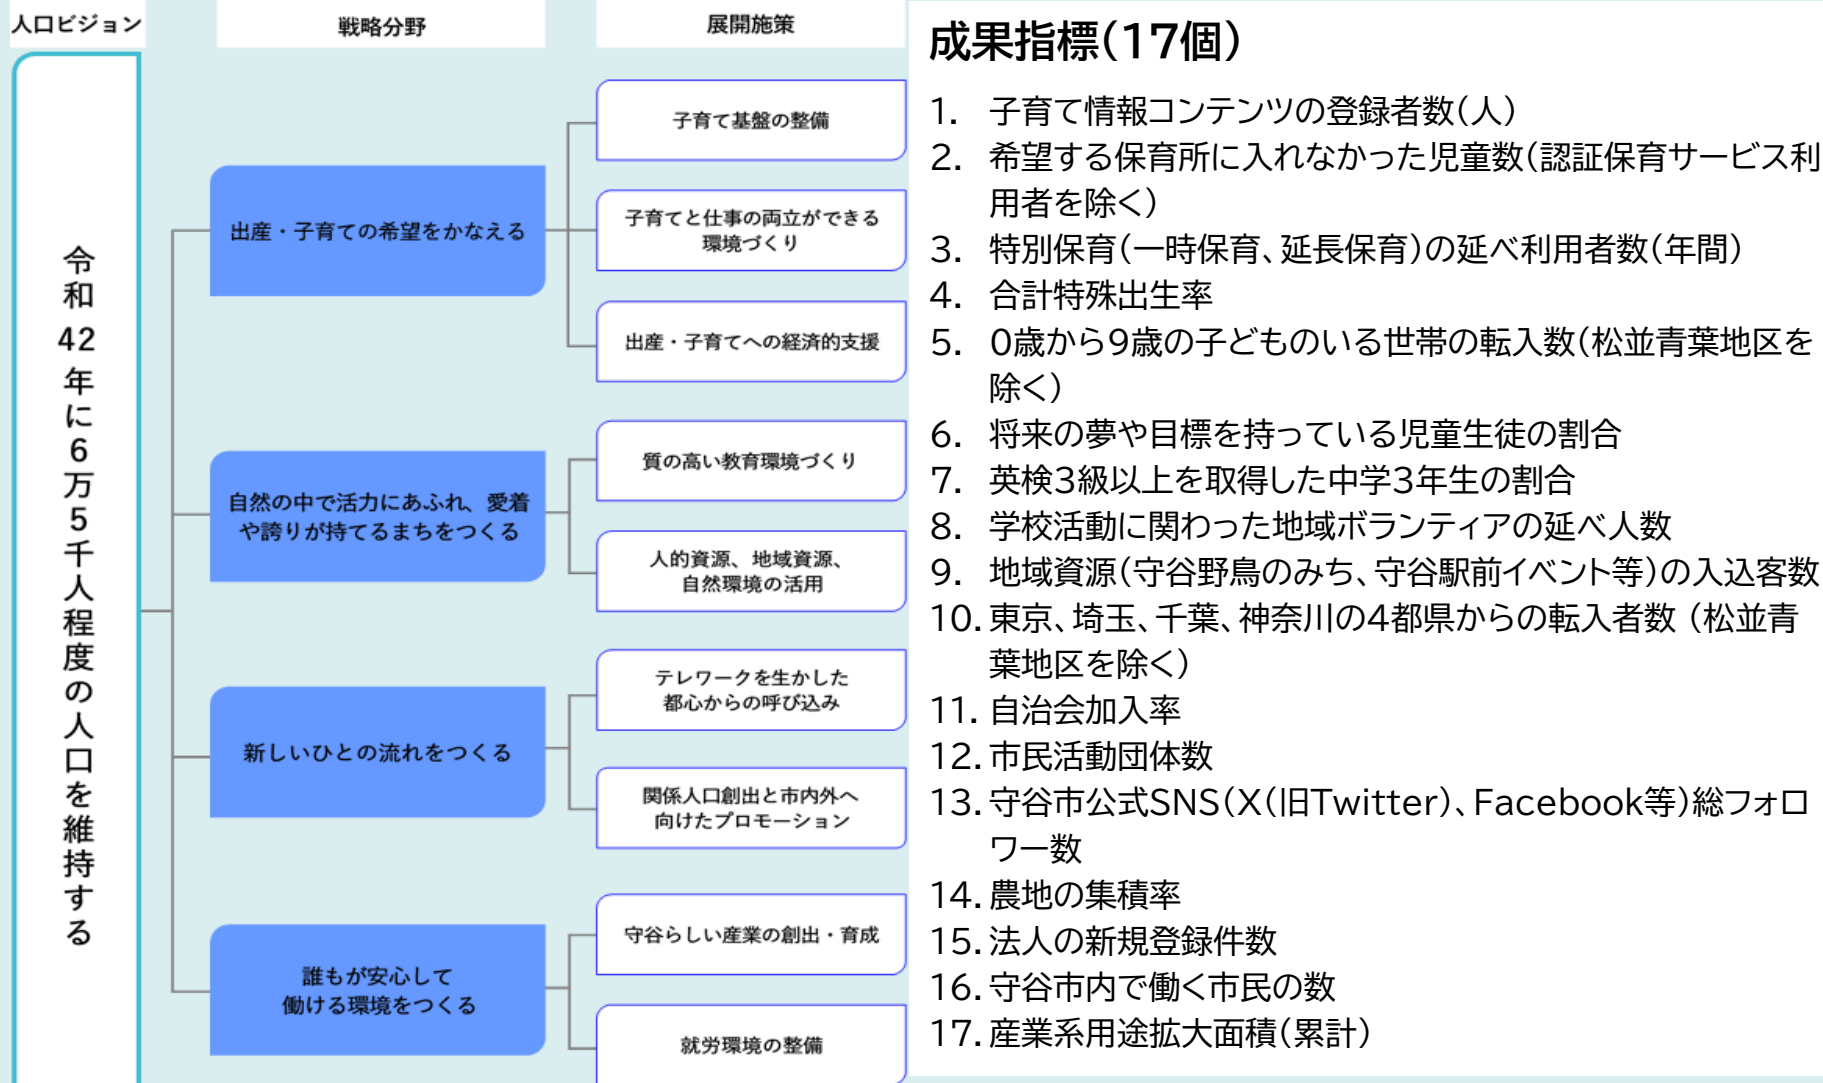 人口ビジョン
戦略分野
展開施策
令和42年に6万5千人程度の人口を維持する
出産・子育ての希望をかなえる
子育て基盤の整備
子育てと仕事の両立ができる
環境づくり
出産・子育てへの経済的支援
自然の中で活力にあふれ、愛着
や誇りが持てるまちをつくる
質の高い教育環境づくり
人的資源、地域資源、
自然環境の活用
新しいひとの流れをつくる
テレワークを生かした
都心からの呼び込み
関係人口創出と市内外へ
向けたプロモーション
誰もが安心して
働ける環境をつくる
守谷らしい産業の創出・育成
就労環境の整備
成果指標(17個)
1. 子育て情報コンテンツの登録者数(人)
2. 希望する保育所に入れなかった児童数(認証保育サービス利
用者を除く)
3. 特別保育(一時保育、延長保育)の延べ利用者数(年間)
4. 合計特殊出生率
5. 0歳から9歳の子どものいる世帯の転入数(松並青葉地区を
除く)
6. 将来の夢や目標を持っている児童生徒の割合
7. 英検3級以上を取得した中学3年生の割合
8. 学校活動に関わった地域ボランティアの延べ人数
9. 地域資源(守谷野鳥のみち、守谷駅前イベント等)の入込客数
10. 東京、埼玉、千葉、神奈川の4都県からの転入者数 (松並青
葉地区を除く)
11. 自治会加入率
12. 市民活動団体数
13. 守谷市公式SNS(X(旧Twitter)、Facebook等)総フォロ
ワー数
14. 農地の集積率
15. 法人の新規登録件数
16. 守谷市内で働く市民の数
17. 産業系用途拡大面積(累計)